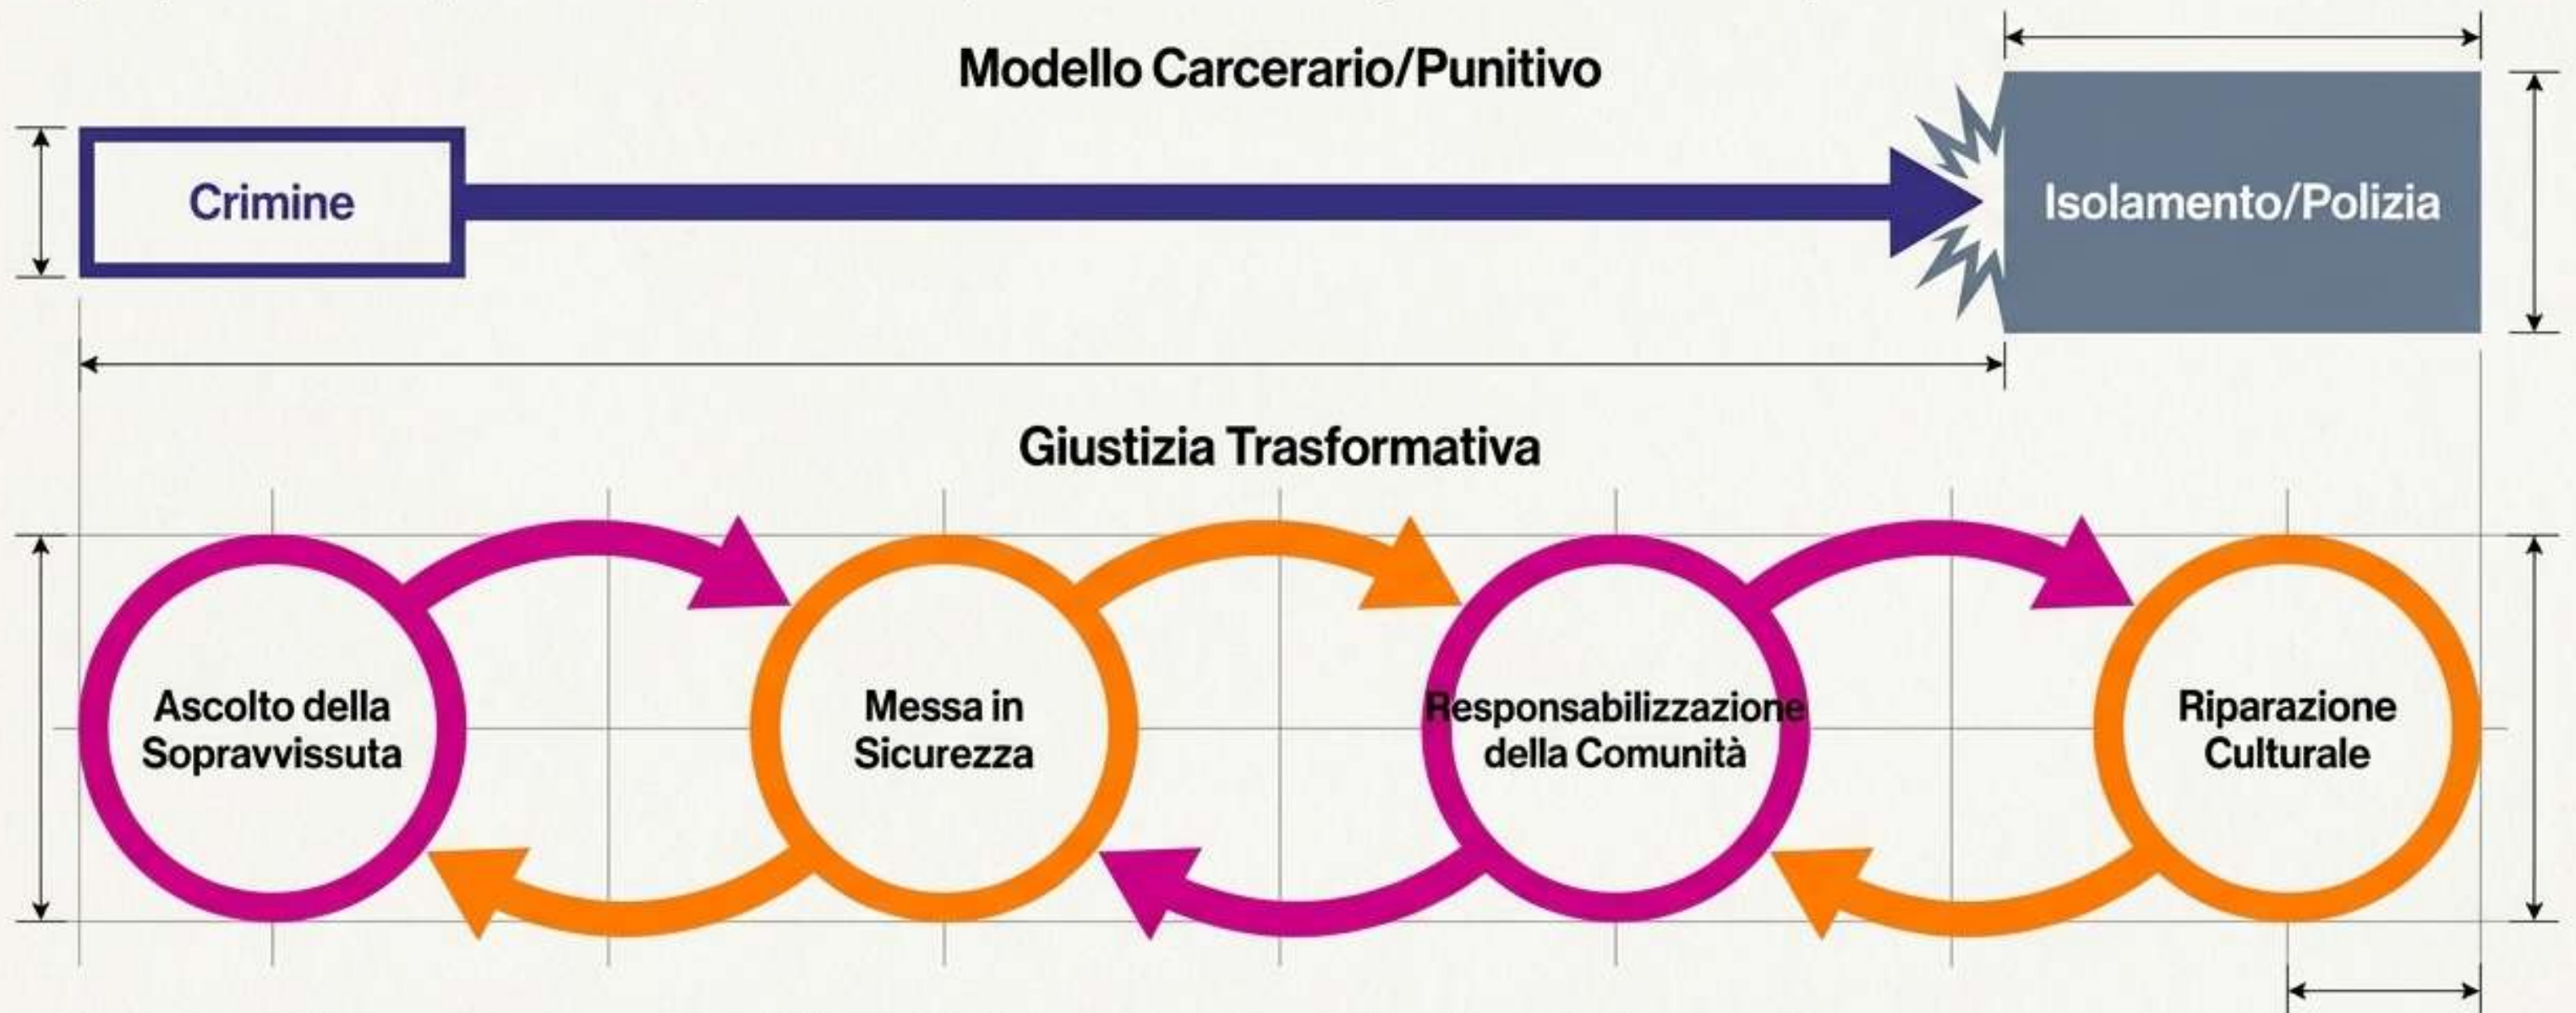 Modello Carcerario/Punitivo
Crimine
Isolamento/Polizia
Giustizia Trasformativa
Ascolto della
Sopravvissuta
Messa in
Sicurezza
Responsabilizzazione
della Comunità
Riparazione
Culturale